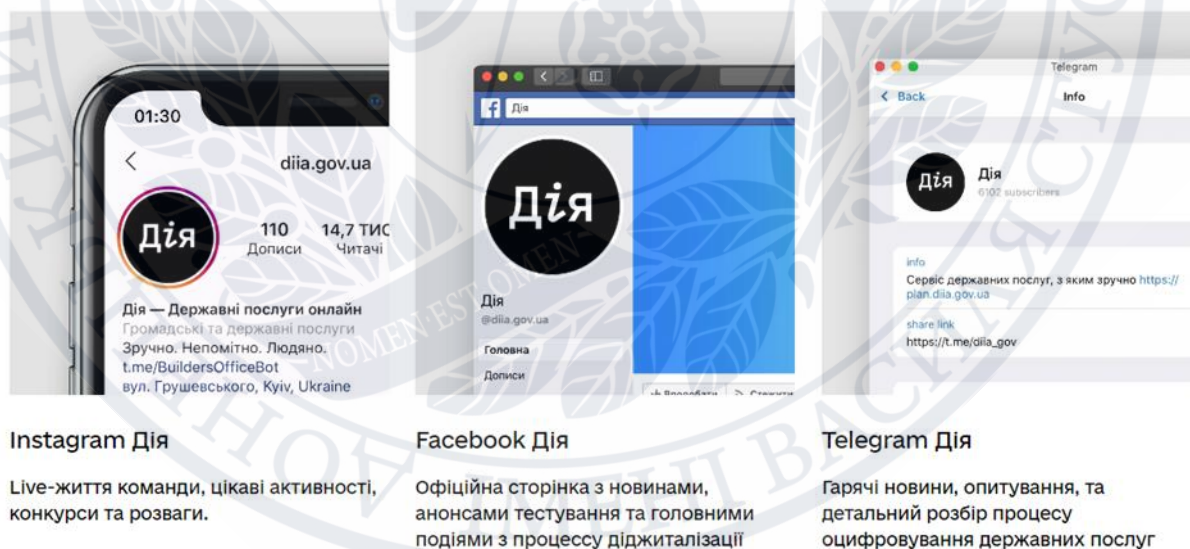 01:30
diia.gov.ua
Дія
110
14,7 ТИС
Дописи
Читачі
Дія — Державні послуги онлайн
Громадські та державні послуги
Зручно. Непомітно. Людяно.
t.me/BuildersOfficeBot
вул. Грушевського, Kyiv, Ukraine
Дія
Дія
Дія
@diia.gov.ua
Головна
Дописи
Вподобати
Стежити
Telegram
Back
Info
Дія
Дія
6102 subscribers
info
Сервіс державних послуг, з яким зручно https://
plan.diia.gov.ua
share link
https://t.me/diia_gov
Instagram Дія
Live-життя команди, цікаві активності,
конкурси та розваги.
Facebook Дія
Офіційна сторінка з новинами,
анонсами тестування та головними
подіями з процессу діджиталізації
Telegram Дія
Гарячі новини, опитування, та
детальний розбір процесу
оцифровування державних послуг
NOMEN EST OMEN
ІМЕНІ ВАСИЛЯ С